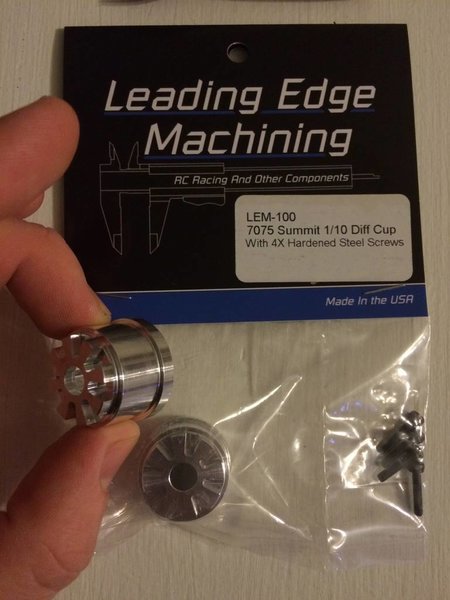 Leading Edge
Machining
RC Racing And Other Components
LEM-100
7075 Summit 1/10 Diff Cup
With 4X Hardened Steel Screws
Made In the USA